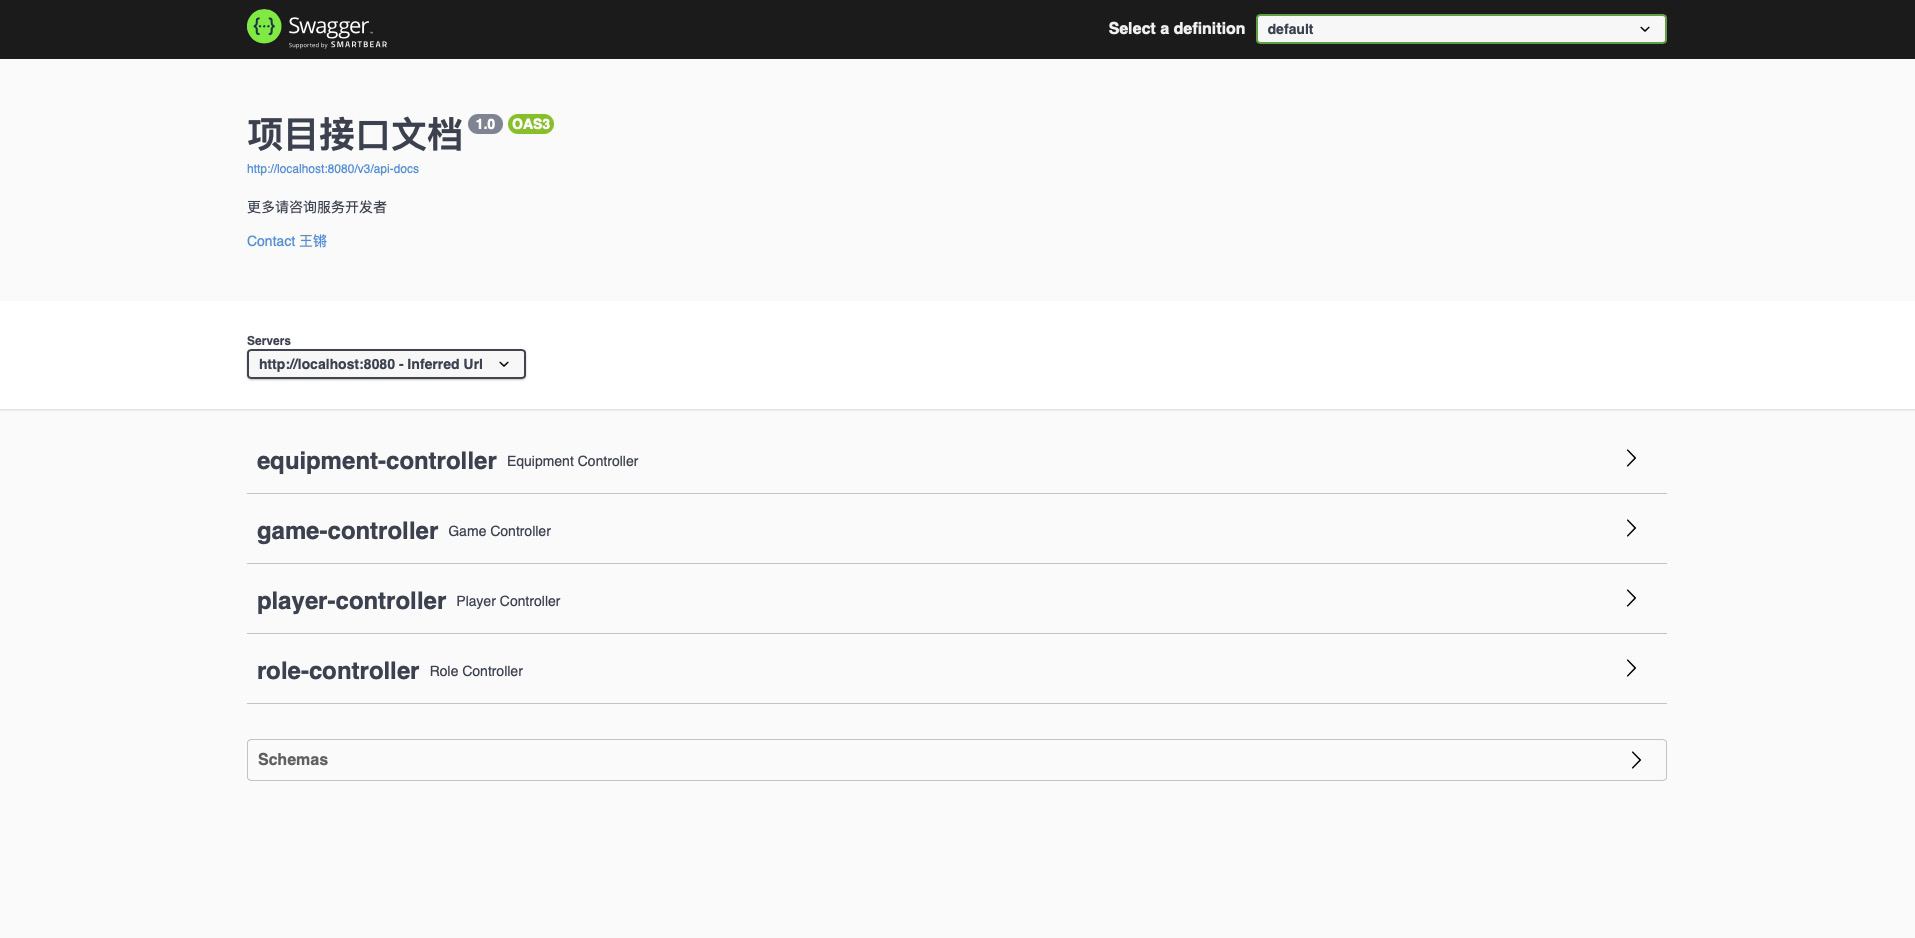 {···} Swagger.
Supported by SMARTBEAR
Select a definition default
项目接口文档 1.0 OAS3
http://localhost:8080/v3/api-docs
更多请咨询服务开发者
Contact 王锵
Servers
http://localhost:8080 - Inferred Url
equipment-controller Equipment Controller
game-controller Game Controller
player-controller Player Controller
role-controller Role Controller
Schemas